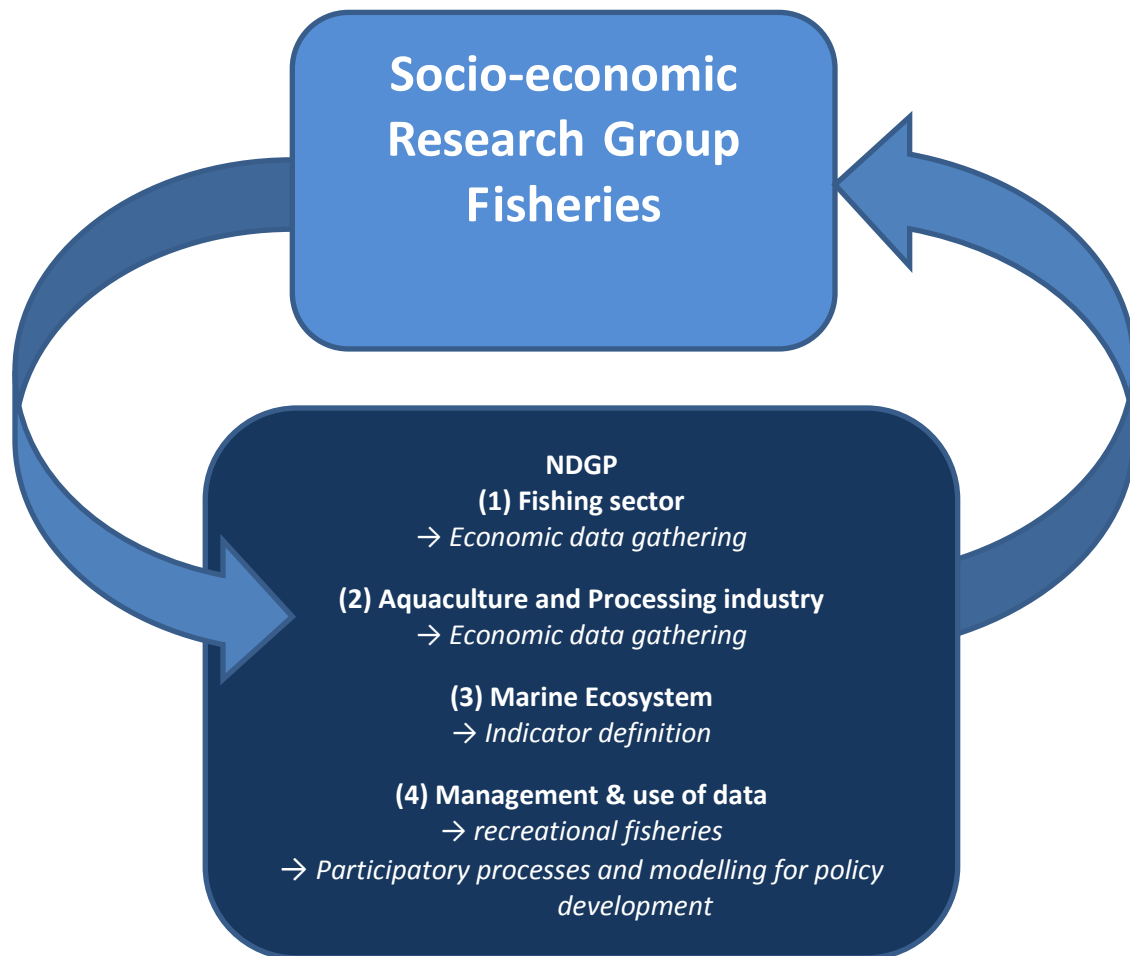 Socio-economic
Research Group
Fisheries
NDGP
(1) Fishing sector
→ Economic data gathering
(2) Aquaculture and Processing industry
→ Economic data gathering
(3) Marine Ecosystem
→ Indicator definition
(4) Management & use of data
→ recreational fisheries
→ Participatory processes and modelling for policy
development